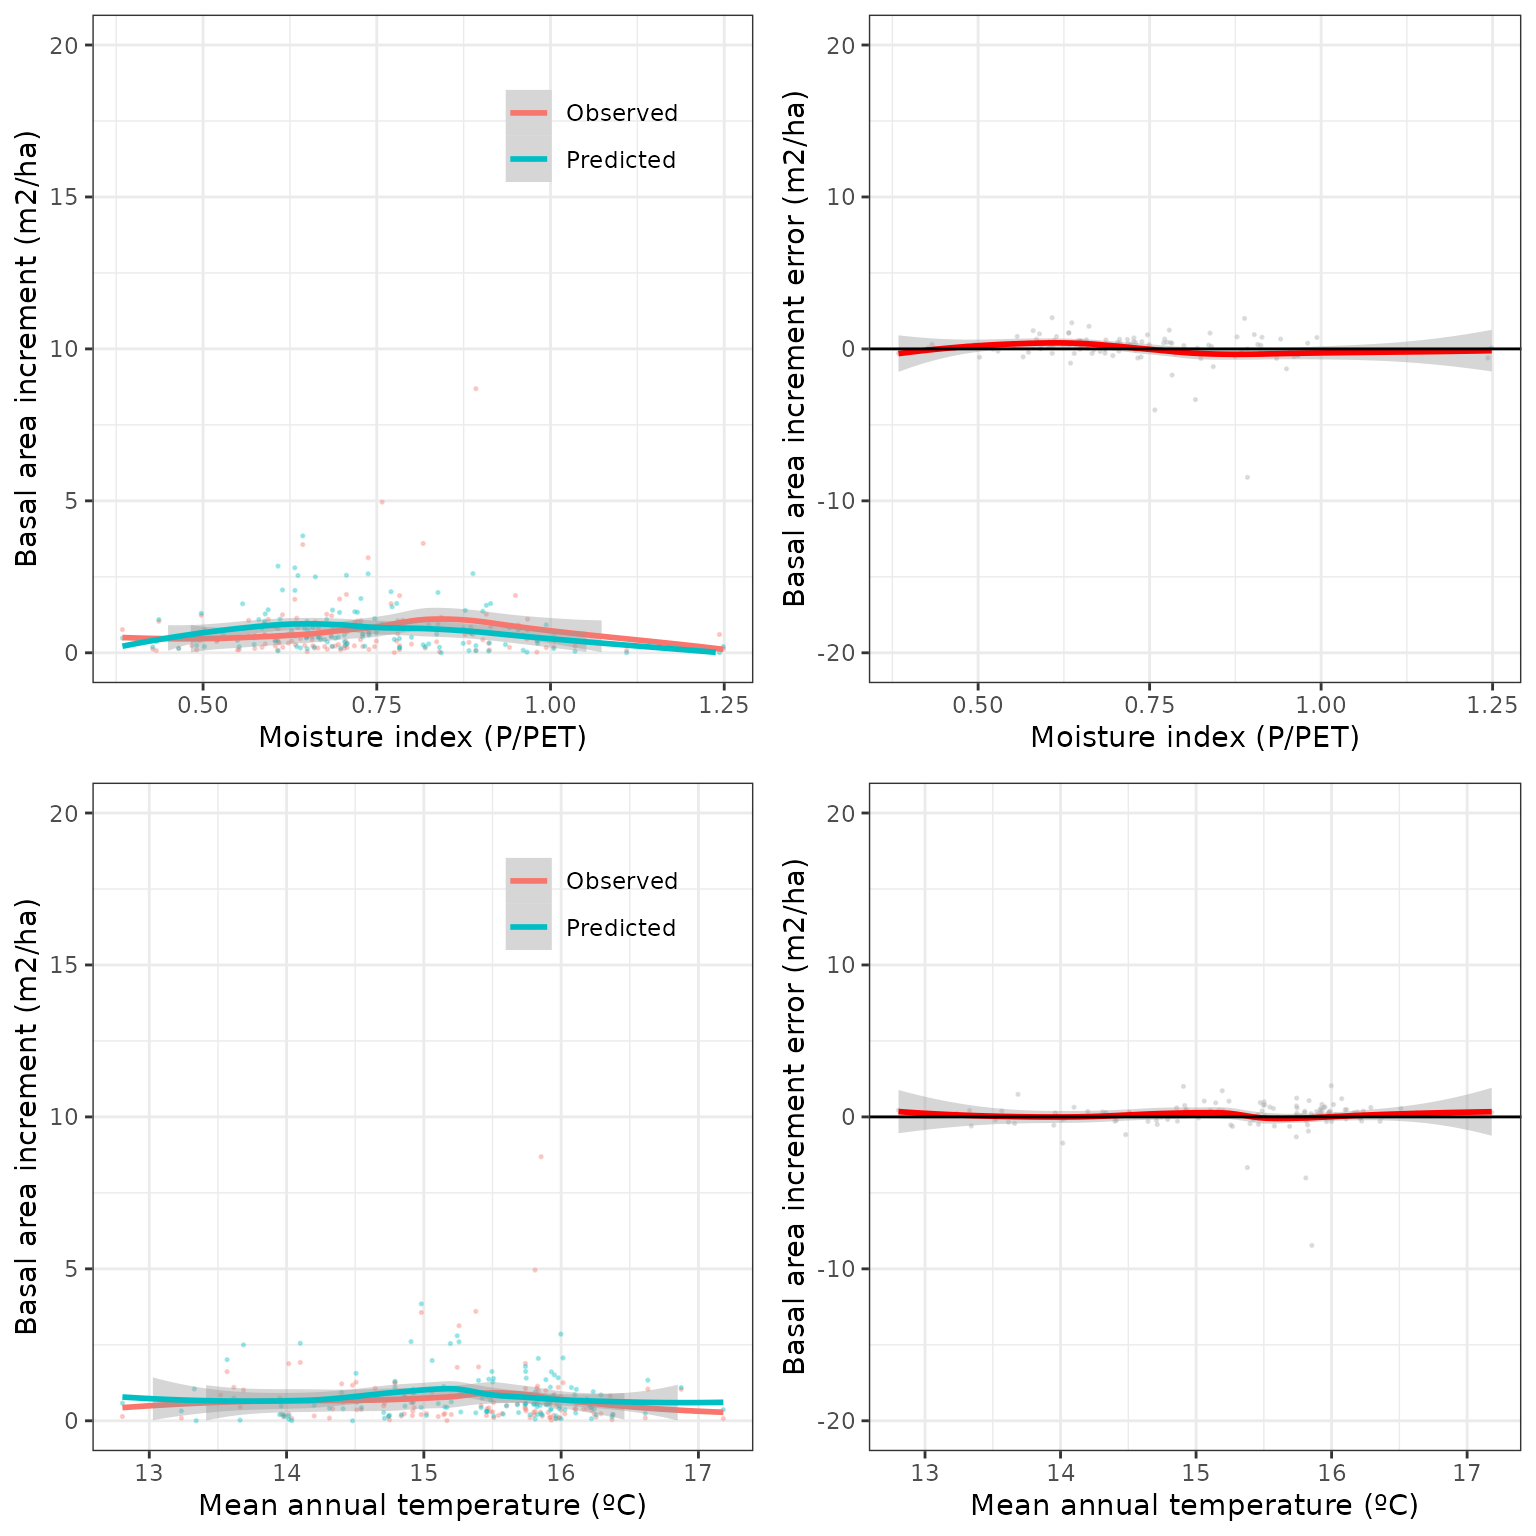 Basal area increment (m2/ha)
20
15
10
5
0
Observed
Predicted
0.50 0.75 1.00 1.25
Moisture index (P/PET)
Basal area increment error (m2/ha)
20
10
0
-10
-20
0.50 0.75 1.00 1.25
Moisture index (P/PET)
Basal area increment (m2/ha)
20
15
10
5
0
Observed
Predicted
13 14 15 16 17
Mean annual temperature (ºC)
Basal area increment error (m2/ha)
20
10
0
-10
-20
13 14 15 16 17
Mean annual temperature (ºC)